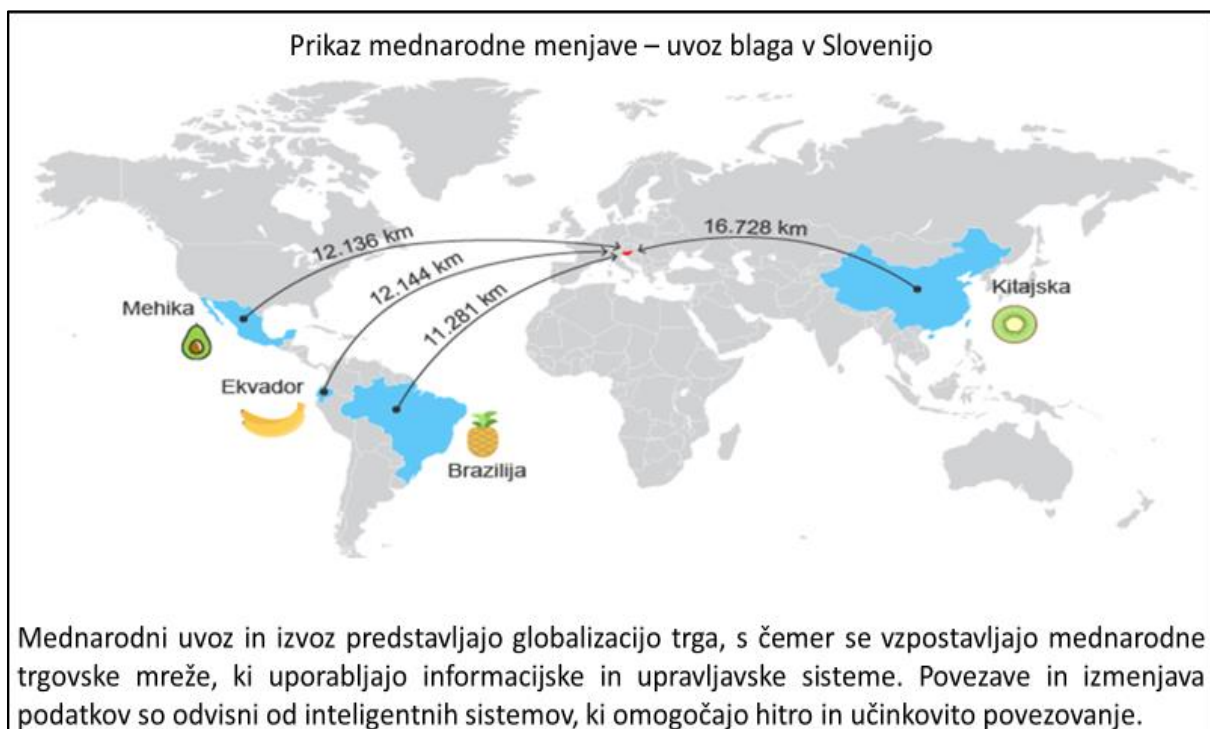 Prikaz mednarodne menjave – uvoz blaga v Slovenijo
12.136 km
16.728 km
12.144 km
11.281 km
Mehika
Kitajska
Ekvador
Brazilija
Mednarodni uvoz in izvoz predstavljajo globalizacijo trga, s čemer se vzpostavljajo mednarodne
trgovske mreže, ki uporabljajo informacijske in upravljavske sisteme. Povezave in izmenjava
podatkov so odvisni od inteligentnih sistemov, ki omogočajo hitro in učinkovito povezovanje.